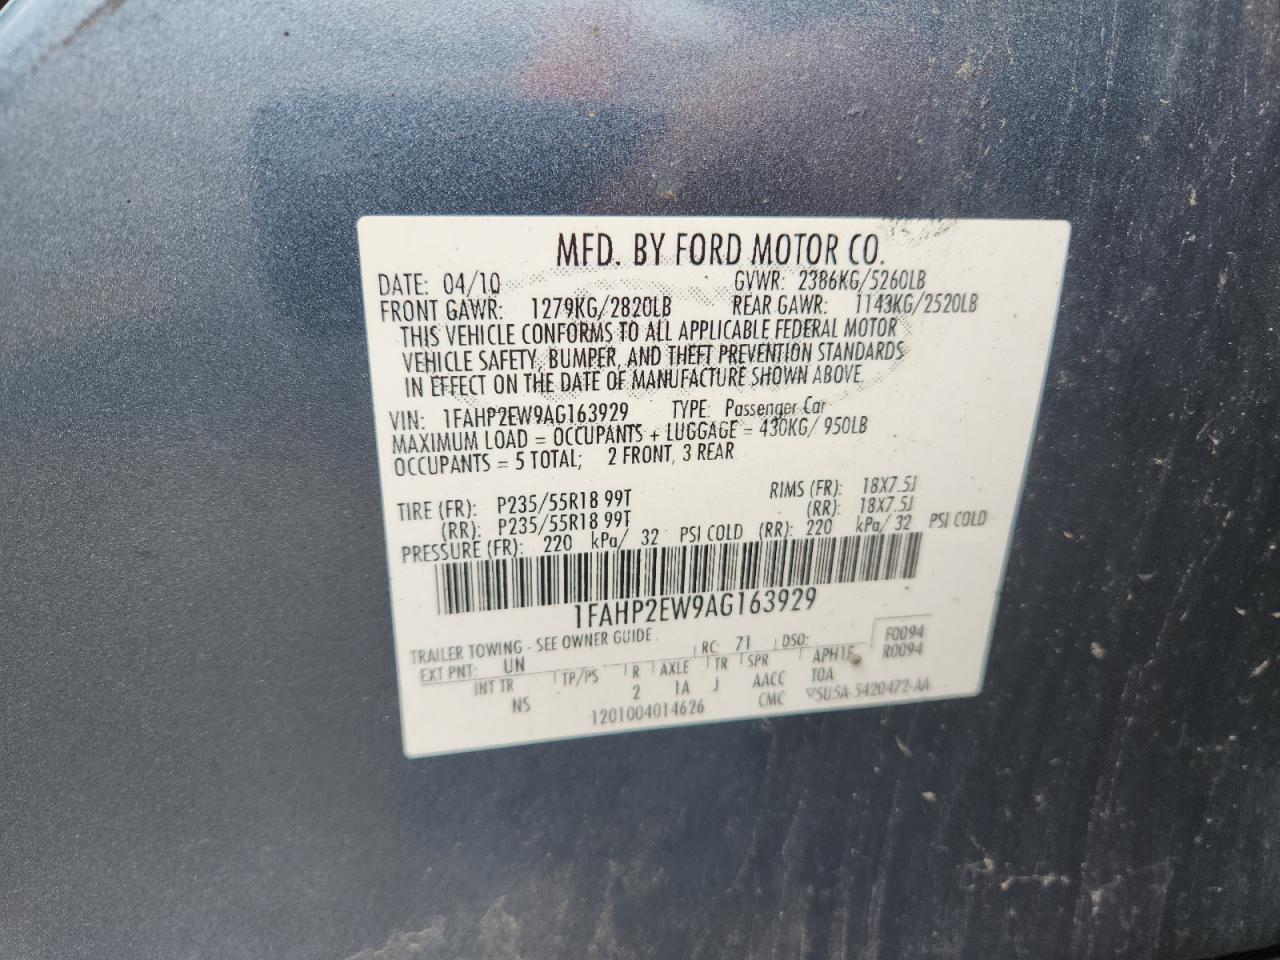 MFD. BY FORD MOTOR CO.
DATE: 04/10 GVWR: 2386KG/5260LB
FRONT GAWR: 1279KG/2820LB REAR GAWR: 1143KG/2520LB
THIS VEHICLE CONFORMS TO ALL APPLICABLE FEDERAL MOTOR
VEHICLE SAFETY, BUMPER, AND THEFT PREVENTION STANDARDS
IN EFFECT ON THE DATE OF MANUFACTURE SHOWN ABOVE.
VIN: 1FAHP2EW9AG163929 TYPE: Passenger Car
MAXIMUM LOAD = OCCUPANTS + LUGGAGE = 430KG/ 950LB
OCCUPANTS = 5 TOTAL; 2 FRONT, 3 REAR
TIRE (FR): P235/55R18 99T RIMS (FR): 18X7.5J
(RR): P235/55R18 99T (RR): 18X7.5J
PRESSURE (FR): 220 kPa/ 32 PSI COLD (RR): 220 kPa/ 32 PSI COLD
1FAHP2EW9AG163929
TRAILER TOWING - SEE OWNER GUIDE. F0094
EXT PNT: UN RC: 71 DSO: R0094
INT TR TP/PS R AXLE TR SPR APH1F
NS 2 1A J AACC TOA
1201004014626 CMC ▽5U5A-5420472-AA